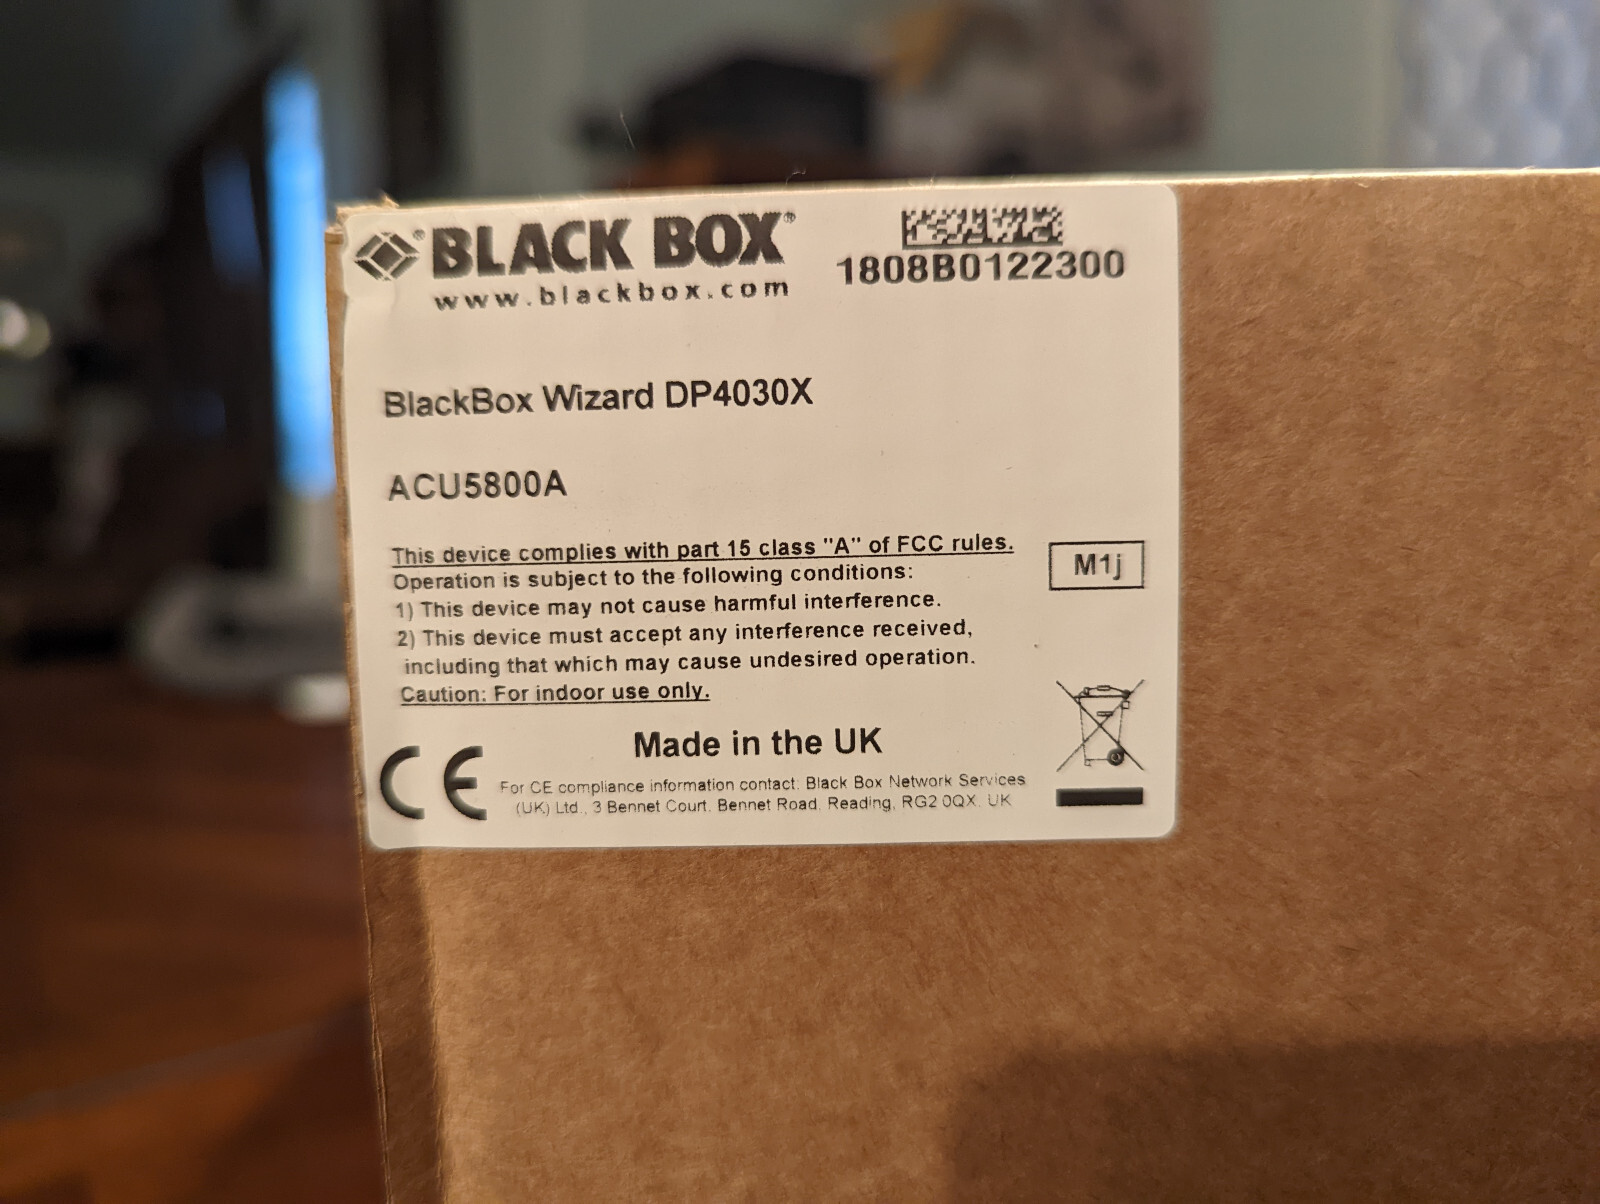 BLACK BOX®
www.blackbox.com
1808B0122300
BlackBox Wizard DP4030X
ACU5800A
This device complies with part 15 class "A" of FCC rules.
Operation is subject to the following conditions:
1) This device may not cause harmful interference.
2) This device must accept any interference received,
including that which may cause undesired operation.
Caution: For indoor use only.
M1j
Made in the UK
CE
For CE compliance information contact: Black Box Network Services
(UK) Ltd., 3 Bennet Court, Bennet Road, Reading, RG2 0QX. UK